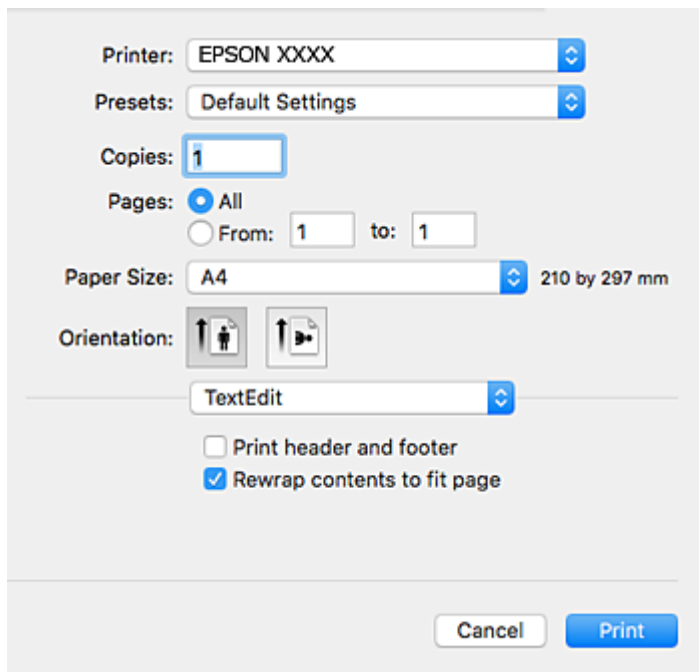 Printer: EPSON XXXX
Presets: Default Settings
Copies: 1
Pages: All
From: 1 to: 1
Paper Size: A4 210 by 297 mm
Orientation:
TextEdit
Print header and footer
Rewrap contents to fit page
Cancel Print